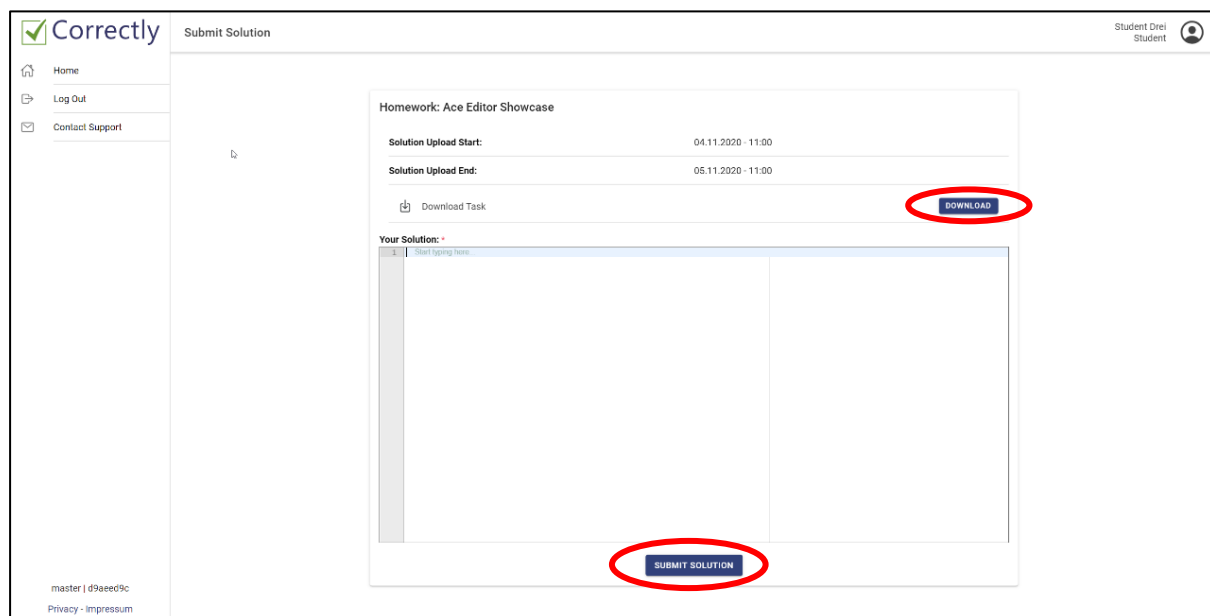 Correctly
Submit Solution
Student Drei
Student
Home
Log Out
Contact Support
Homework: Ace Editor Showcase
Solution Upload Start: 04.11.2020 - 11:00
Solution Upload End: 05.11.2020 - 11:00
Download Task DOWNLOAD
Your Solution: *
1 Start typing here.
SUBMIT SOLUTION
master | d9aeed9c
Privacy - Impressum